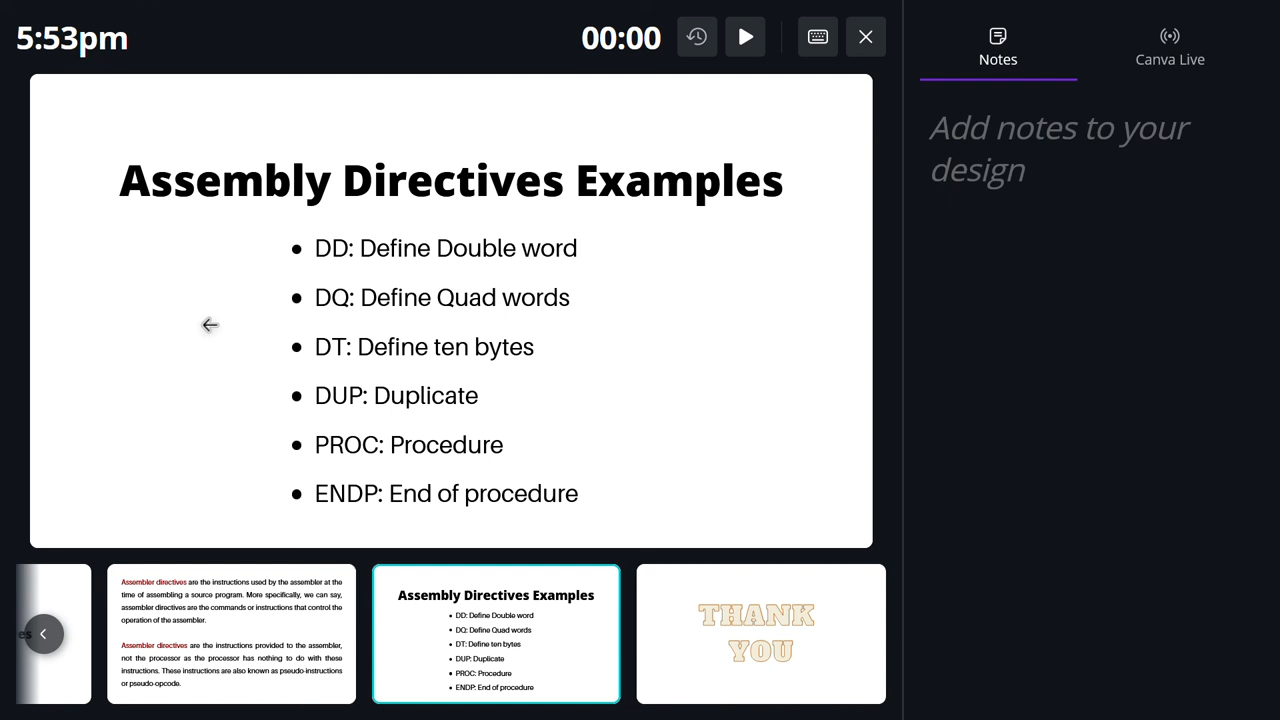 5:53pm
00:00
Notes
Canva Live
Add notes to your
design
Assembly Directives Examples
• DD: Define Double word
• DQ: Define Quad words
• DT: Define ten bytes
• DUP: Duplicate
• PROC: Procedure
• ENDP: End of procedure
es
Assembler directives are the instructions used by the assembler at the
time of assembling a source program. More specifically, we can say,
assembler directives are the commands or instructions that control the
operation of the assembler.
Assembler directives are the instructions provided to the assembler,
not the processor as the processor has nothing to do with these
instructions. These instructions are also known as pseudo-instructions
or pseudo-opcode.
Assembly Directives Examples
• DD: Define Double word
• DQ: Define Quad words
• DT: Define ten bytes
• DUP: Duplicate
• PROC: Procedure
• ENDP: End of procedure
THANK
YOU